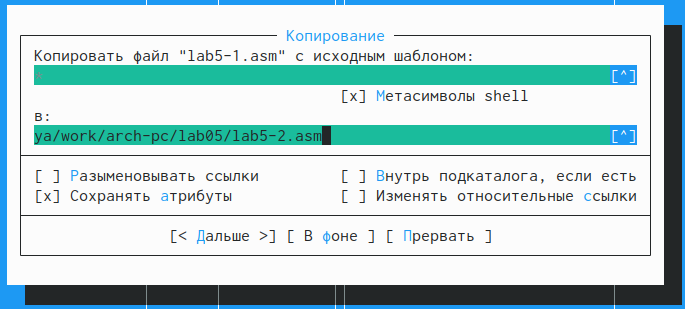 Копирование
Копировать файл "lab5-1.asm" с исходным шаблоном:
* [^]
[x] Метасимволы shell
в:
ya/work/arch-pc/lab05/lab5-2.asm [^]
[ ] Разыменовывать ссылки [ ] Внутрь подкаталога, если есть
[x] Сохранять атрибуты [ ] Изменять относительные ссылки
[< Дальше >] [ В фоне ] [ Прервать ]